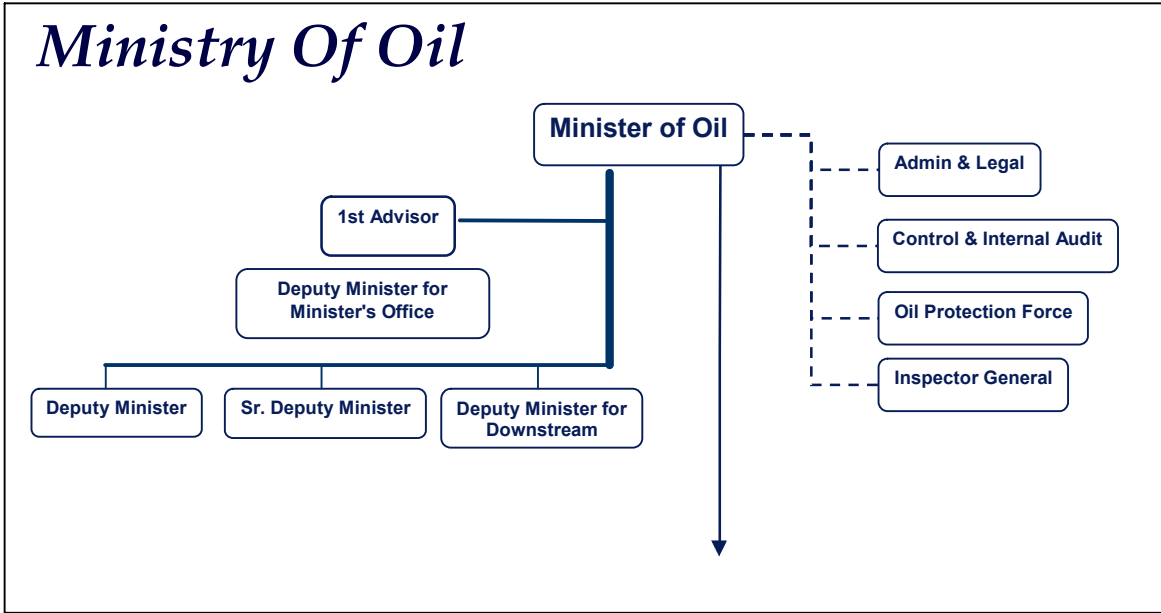 Ministry Of Oil
Minister of Oil
Admin & Legal
1st Advisor
Control & Internal Audit
Deputy Minister for
Minister's Office
Oil Protection Force
Inspector General
Deputy Minister
Sr. Deputy Minister
Deputy Minister for
Downstream